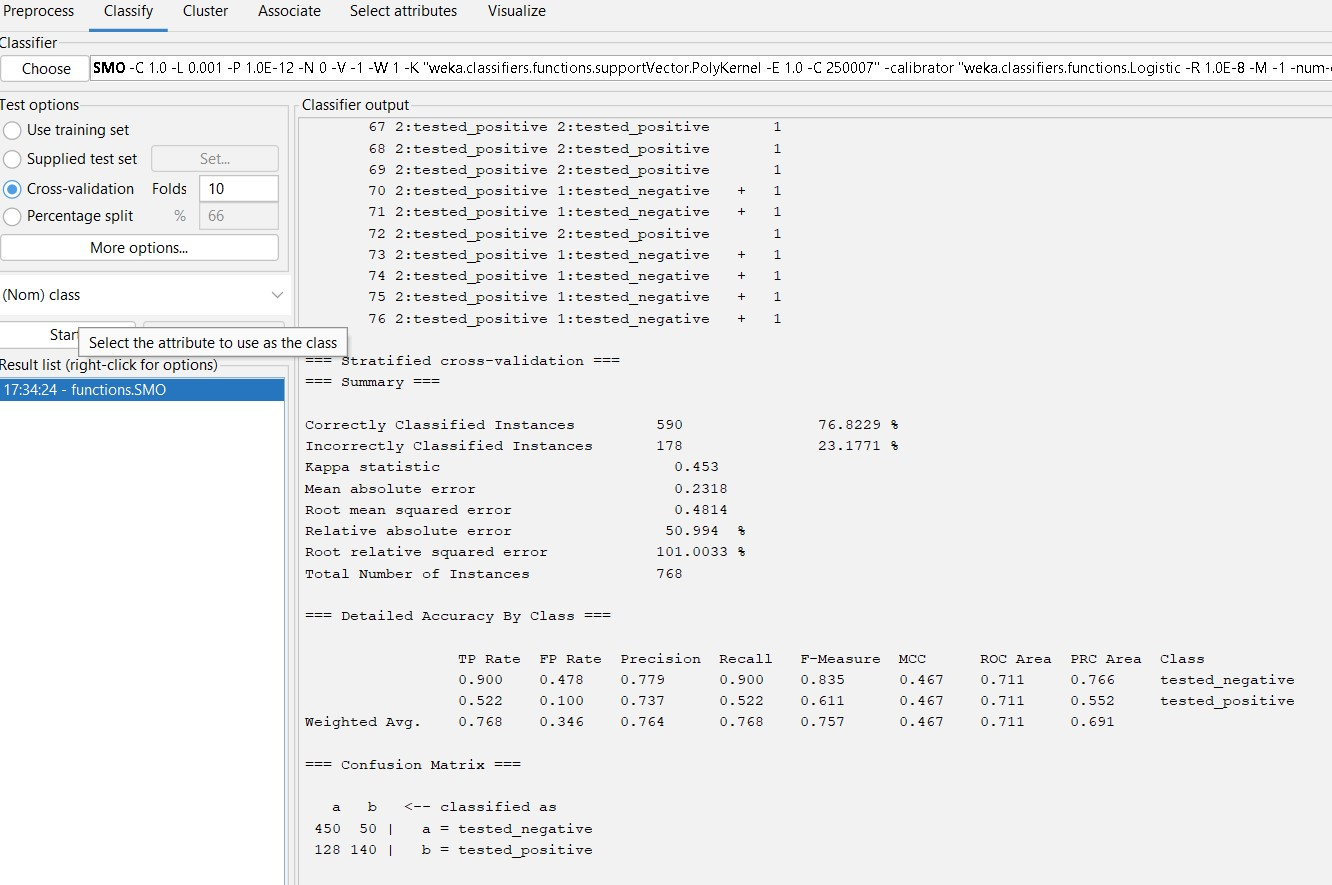 Preprocess Classify Cluster Associate Select attributes Visualize
Classifier
Choose SMO -C 1.0 -L 0.001 -P 1.0E-12 -N 0 -V -1 -W 1 -K "weka.classifiers.functions.supportVector.PolyKernel -E 1.0 -C 250007" -calibrator "weka.classifiers.functions.Logistic -R 1.0E-8 -M -1 -num-
Test options
Use training set
Supplied test set Set...
Cross-validation Folds 10
Percentage split % 66
More options...
(Nom) class
Start
Select the attribute to use as the class
Result list (right-click for options)
17:34:24 - functions.SMO
Classifier output
67 2:tested_positive 2:tested_positive 1
68 2:tested_positive 2:tested_positive 1
69 2:tested_positive 2:tested_positive 1
70 2:tested_positive 1:tested_negative + 1
71 2:tested_positive 1:tested_negative + 1
72 2:tested_positive 2:tested_positive 1
73 2:tested_positive 1:tested_negative + 1
74 2:tested_positive 1:tested_negative + 1
75 2:tested_positive 1:tested_negative + 1
76 2:tested_positive 1:tested_negative + 1
=== Stratified cross-validation ===
=== Summary ===
Correctly Classified Instances 590 76.8229 %
Incorrectly Classified Instances 178 23.1771 %
Kappa statistic 0.453
Mean absolute error 0.2318
Root mean squared error 0.4814
Relative absolute error 50.994 %
Root relative squared error 101.0033 %
Total Number of Instances 768
=== Detailed Accuracy By Class ===
TP Rate FP Rate Precision Recall F-Measure MCC ROC Area PRC Area Class
0.900 0.478 0.779 0.900 0.835 0.467 0.711 0.766 tested_negative
0.522 0.100 0.737 0.522 0.611 0.467 0.711 0.552 tested_positive
Weighted Avg. 0.768 0.346 0.764 0.768 0.757 0.467 0.711 0.691
=== Confusion Matrix ===
a b <-- classified as
450 50 | a = tested_negative
128 140 | b = tested_positive